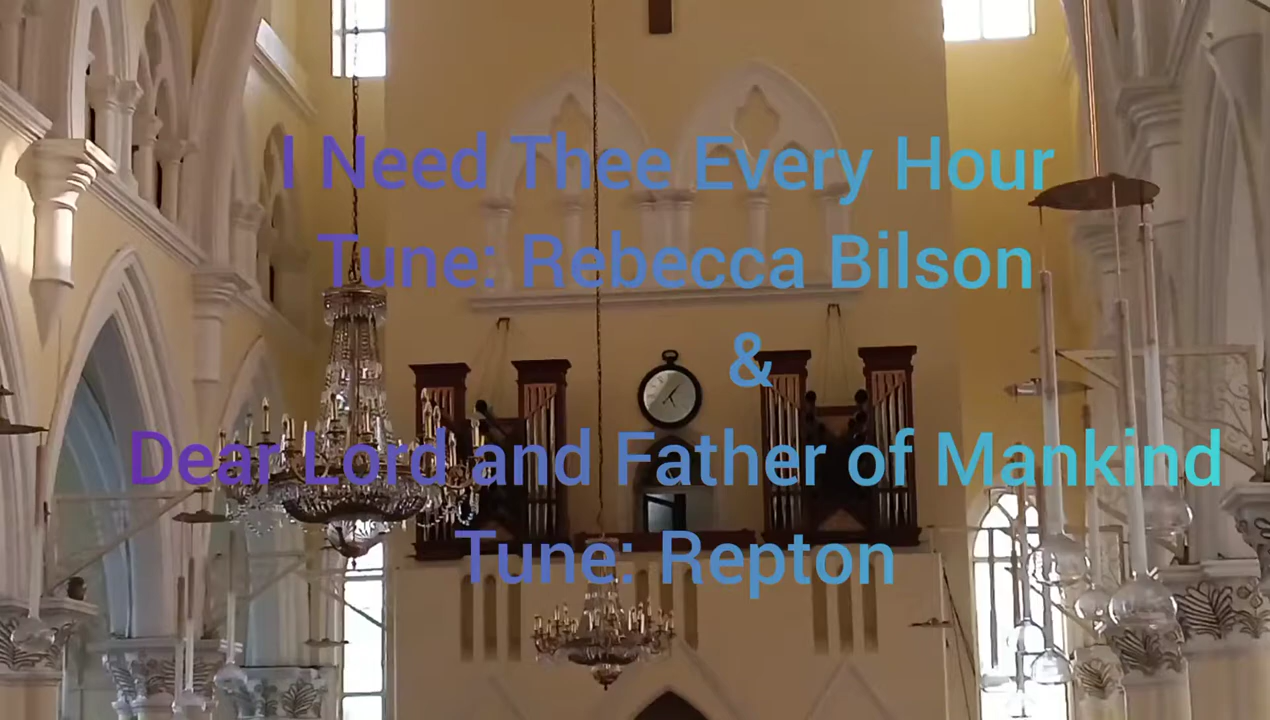 I Need Thee Every Hour
Tune: Rebecca Bilson
&
Dear Lord and Father of Mankind
Tune: Repton